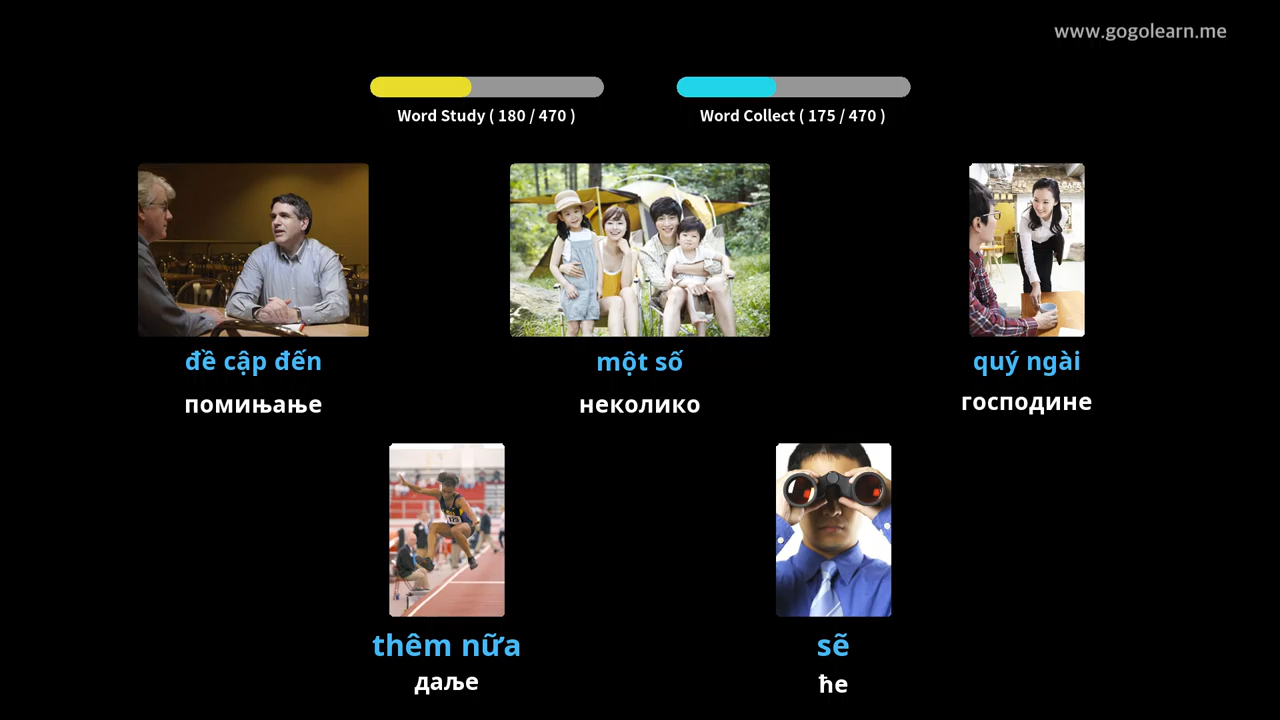 www.gogolearn.me
Word Study ( 180 / 470 )
Word Collect ( 175 / 470 )
đề cập đến
помињање
một số
неколико
quý ngài
господине
thêm nữa
даље
sẽ
ће